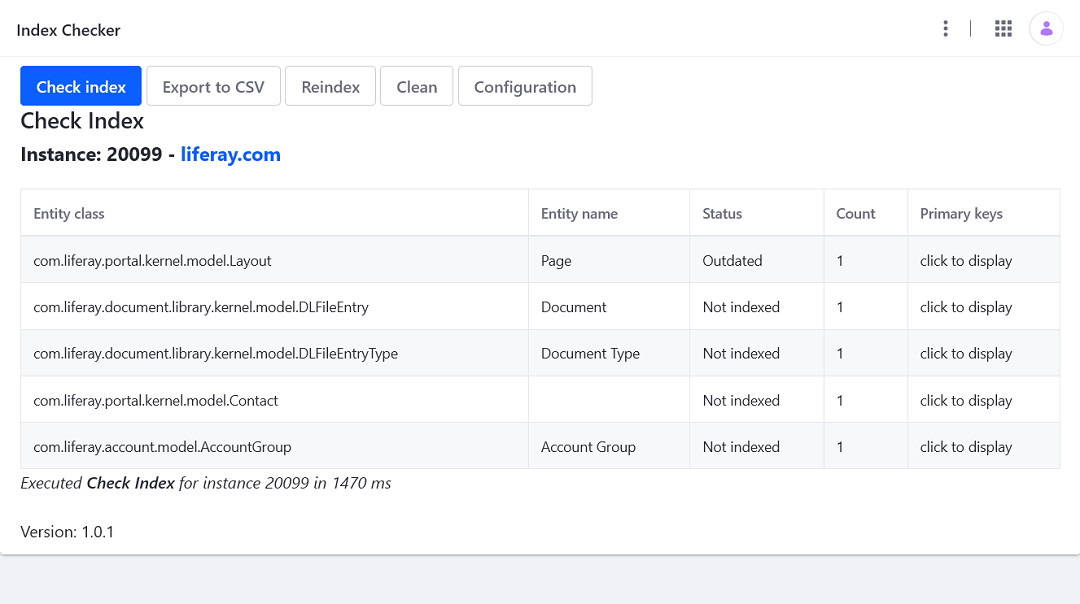 Index Checker
Check index Export to CSV Reindex Clean Configuration
Check Index
Instance: 20099 - liferay.com
Entity class Entity name Status Count Primary keys
com.liferay.portal.kernel.model.Layout Page Outdated 1 click to display
com.liferay.document.library.kernel.model.DLFileEntry Document Not indexed 1 click to display
com.liferay.document.library.kernel.model.DLFileEntryType Document Type Not indexed 1 click to display
com.liferay.portal.kernel.model.Contact Not indexed 1 click to display
com.liferay.account.model.AccountGroup Account Group Not indexed 1 click to display
Executed Check Index for instance 20099 in 1470 ms
Version: 1.0.1